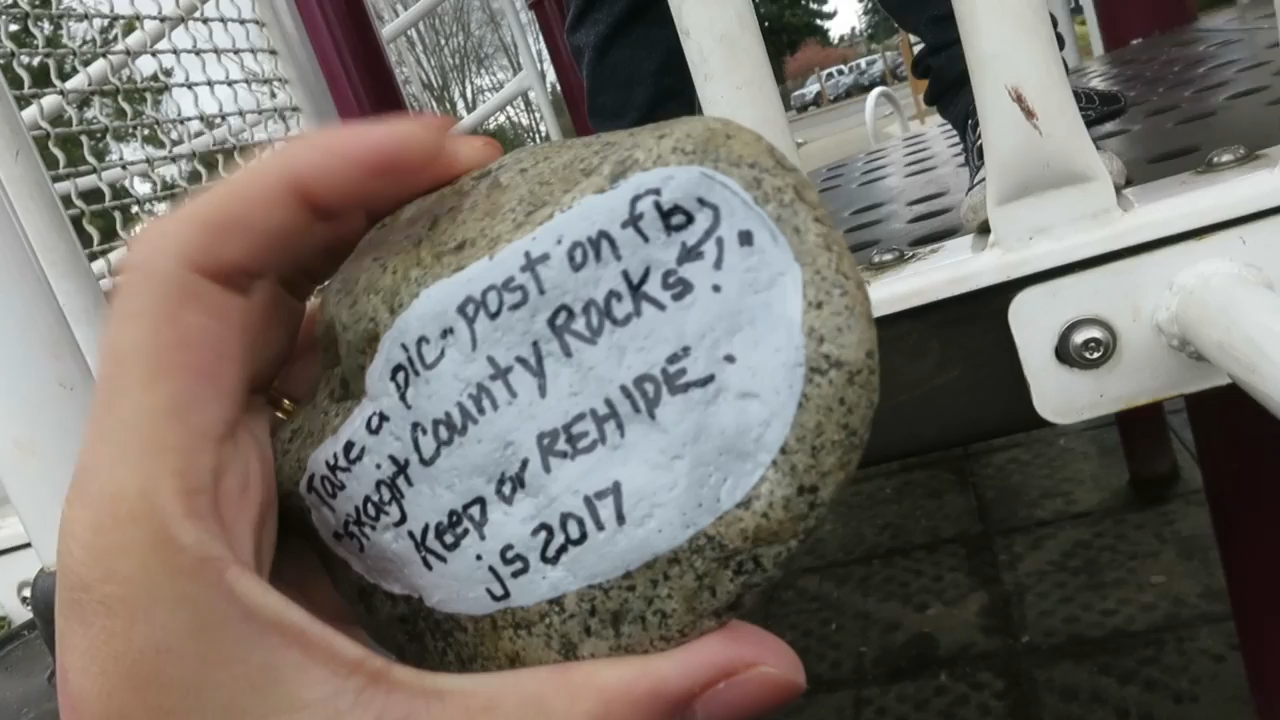 Take a pic-post on fb
"Skagit County Rocks!"
Keep or REHIDE.
js 2017